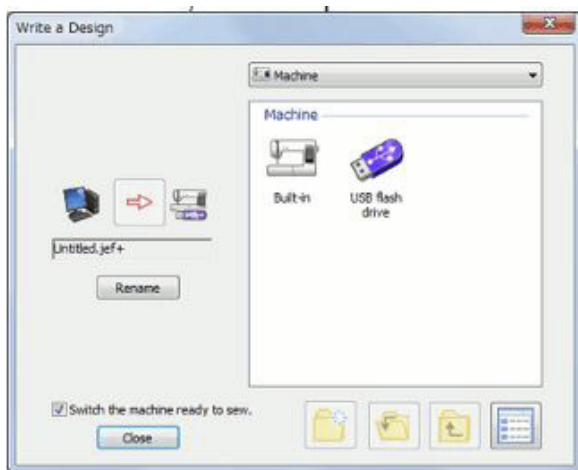 Write a Design
Machine
Machine
Built-in
USB flash
drive
Untitled.jef+
Rename
Switch the machine ready to sew.
Close